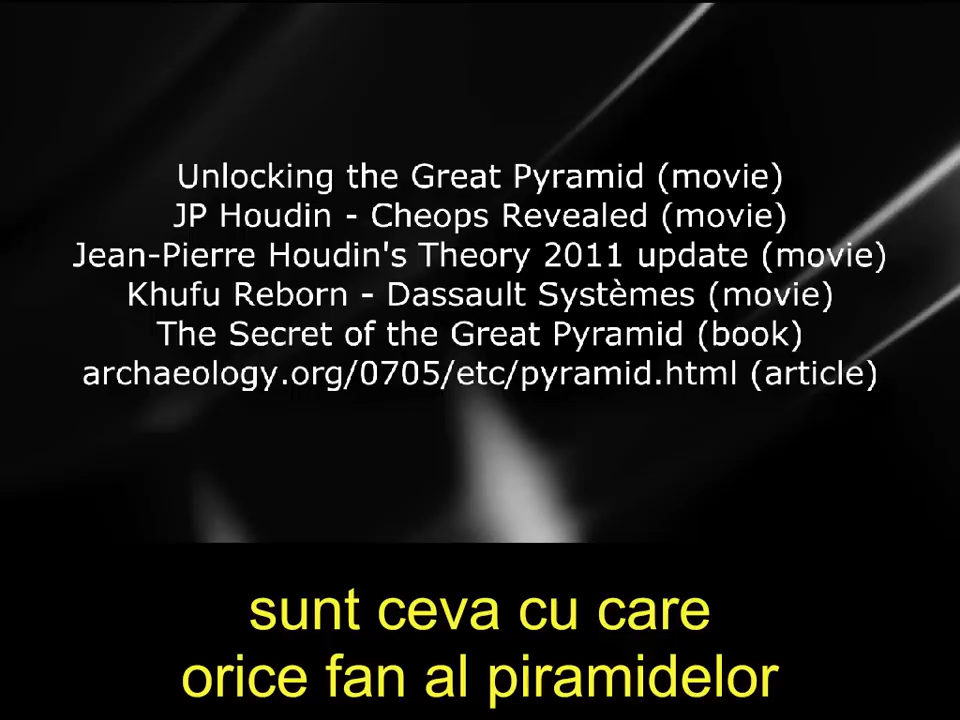 Unlocking the Great Pyramid (movie)
JP Houdin - Cheops Revealed (movie)
Jean-Pierre Houdin's Theory 2011 update (movie)
Khufu Reborn - Dassault Systèmes (movie)
The Secret of the Great Pyramid (book)
archaeology.org/0705/etc/pyramid.html (article)
sunt ceva cu care
orice fan al piramidelor